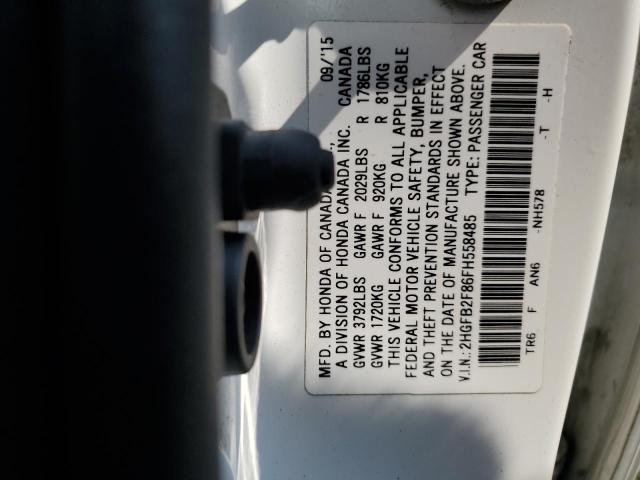 MFD. BY HONDA OF CANADA 09/'15
A DIVISION OF HONDA CANADA INC. CANADA
GVWR 3792LBS GAWR F 2029LBS R 1786LBS
GVWR 1720KG GAWR F 920KG R 810KG
THIS VEHICLE CONFORMS TO ALL APPLICABLE
FEDERAL MOTOR VEHICLE SAFETY, BUMPER,
AND THEFT PREVENTION STANDARDS IN EFFECT
ON THE DATE OF MANUFACTURE SHOWN ABOVE.
V.I.N.: 2HGFB2F86FH558485 TYPE: PASSENGER CAR
TR6 F AN6 -NH578 -T -H